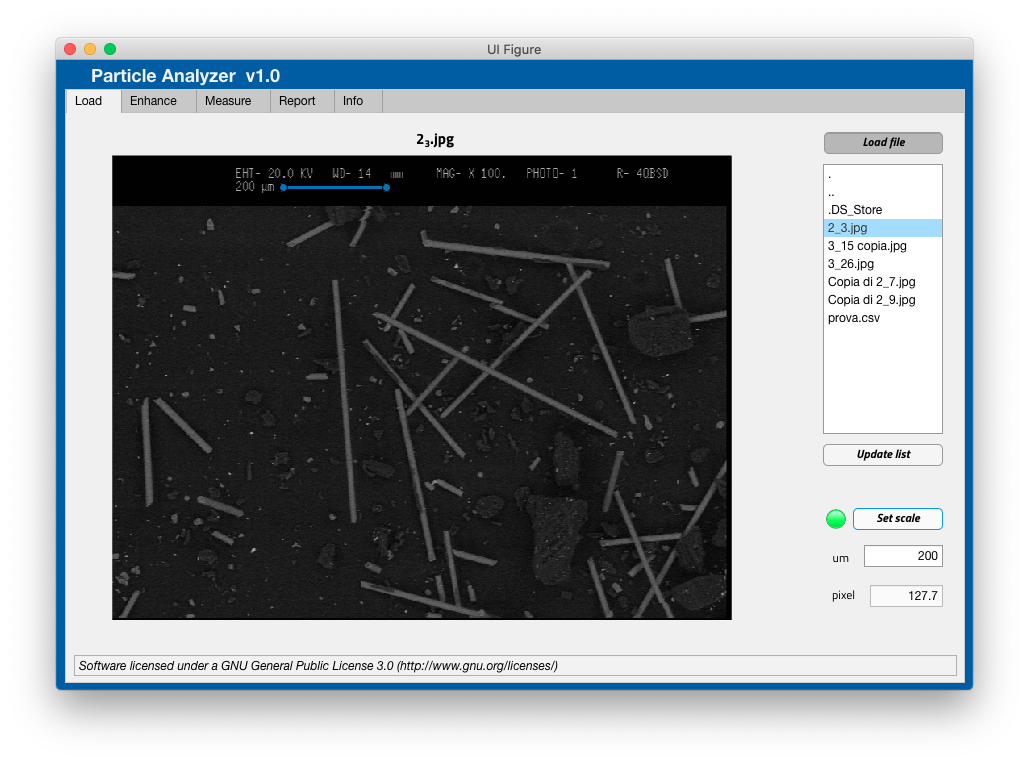 UI Figure
Particle Analyzer v1.0
Load Enhance Measure Report Info
2₃.jpg
Load file
EHT- 20.0 KV WD- 14 MAG- X 100. PHOTO- 1 R- 40BSD
200 µm
.
..
.DS_Store
2_3.jpg
3_15 copia.jpg
3_26.jpg
Copia di 2_7.jpg
Copia di 2_9.jpg
prova.csv
Update list
Set scale
um 200
pixel 127.7
Software licensed under a GNU General Public License 3.0 (http://www.gnu.org/licenses/)